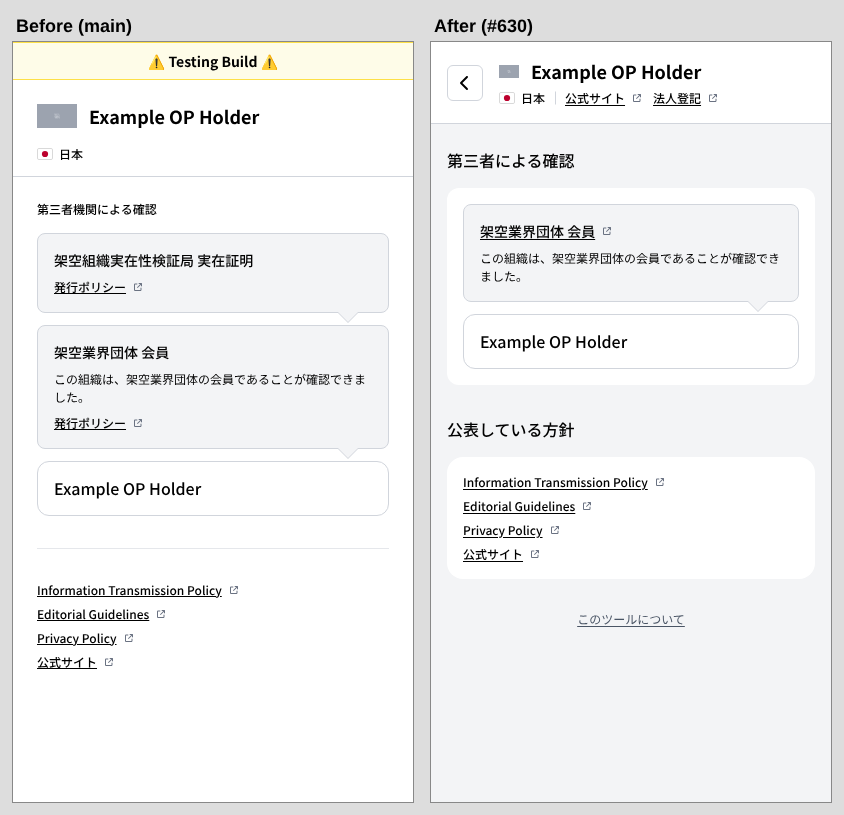 Before (main)
⚠️ Testing Build ⚠️
Example OP Holder
日本
第三者機関による確認
架空組織実在性検証局 実在証明
発行ポリシー
架空業界団体 会員
この組織は、架空業界団体の会員であることが確認できま
した。
発行ポリシー
Example OP Holder
Information Transmission Policy
Editorial Guidelines
Privacy Policy
公式サイト
After (#630)
Example OP Holder
日本 公式サイト 法人登記
第三者による確認
架空業界団体 会員
この組織は、架空業界団体の会員であることが確認でき
ました。
Example OP Holder
公表している方針
Information Transmission Policy
Editorial Guidelines
Privacy Policy
公式サイト
このツールについて